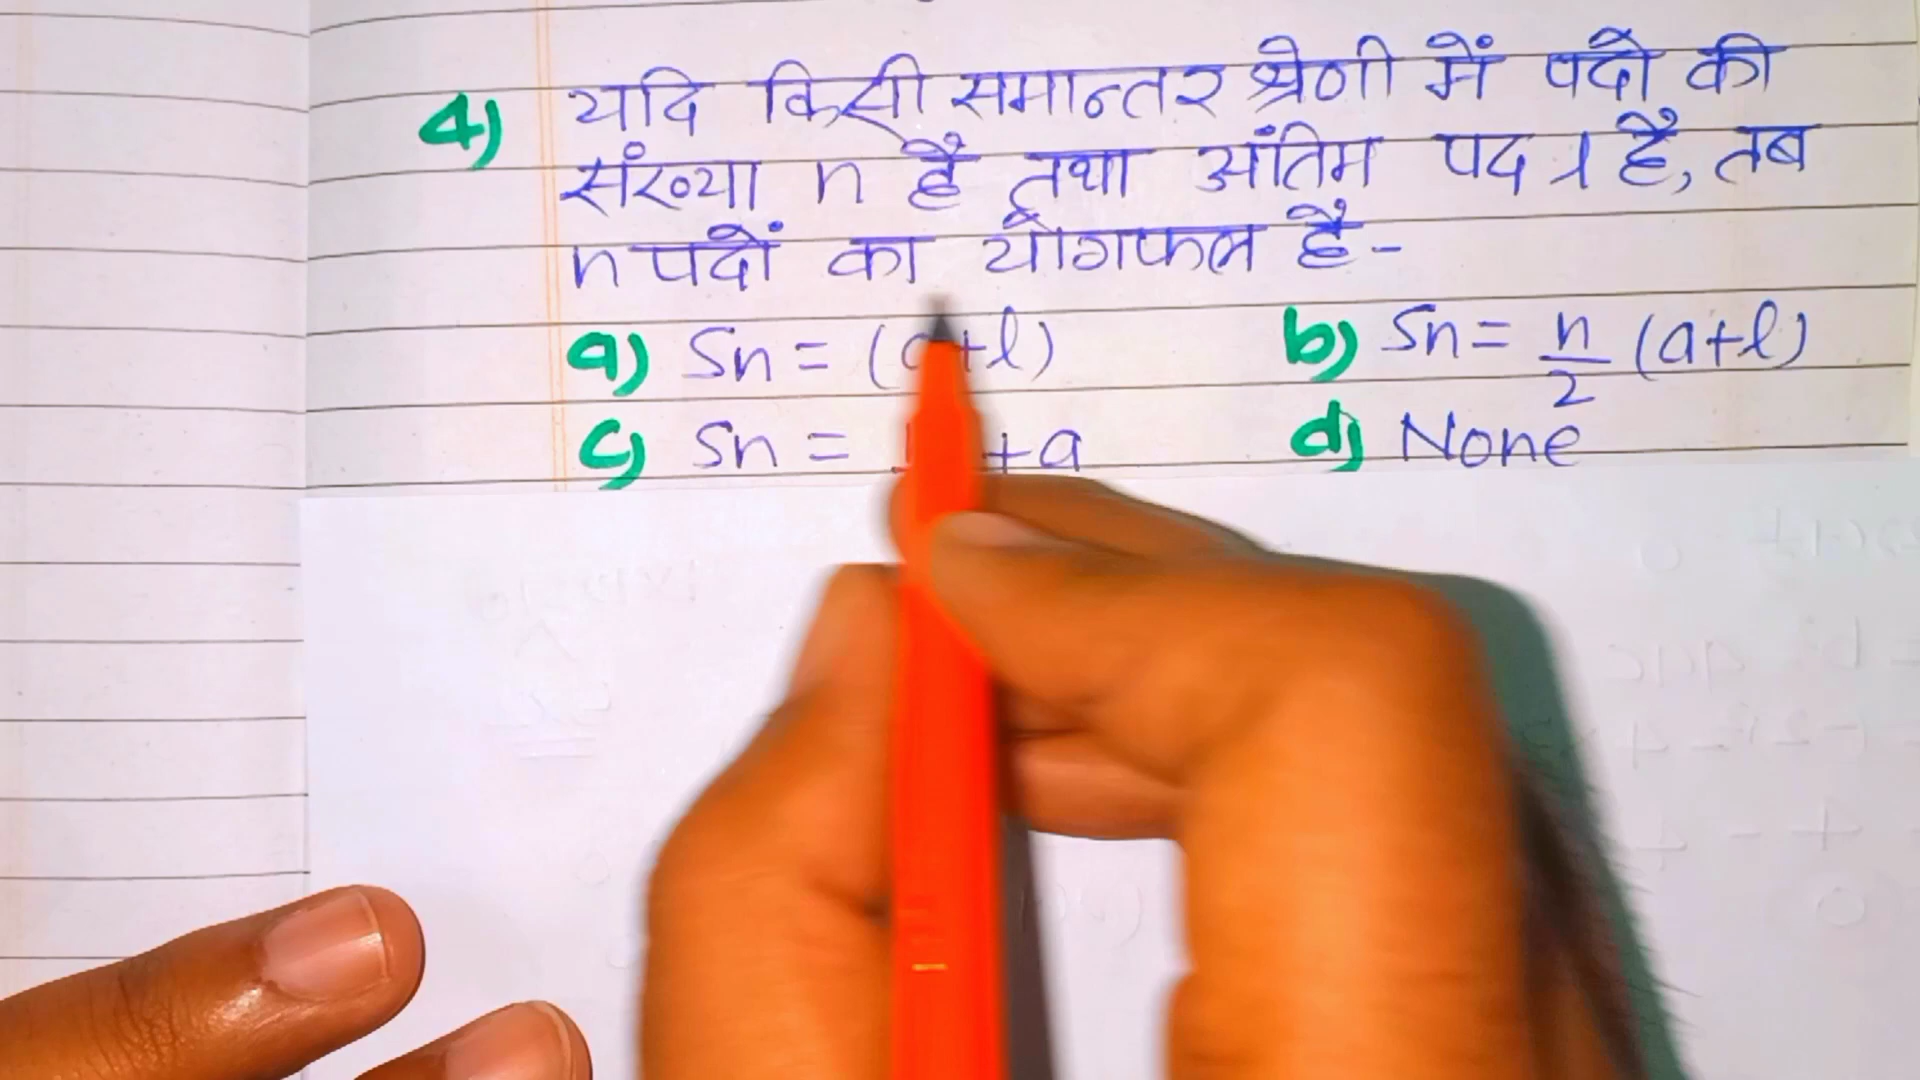 4) यदि किसी समान्तर श्रेणी में पदों की
संख्या n है तथा अंतिम पद l है, तब
n पदों का योगफल है-
a) Sn = (a+l) b) Sn = n/2 (a+l)
c) Sn = +a d) None